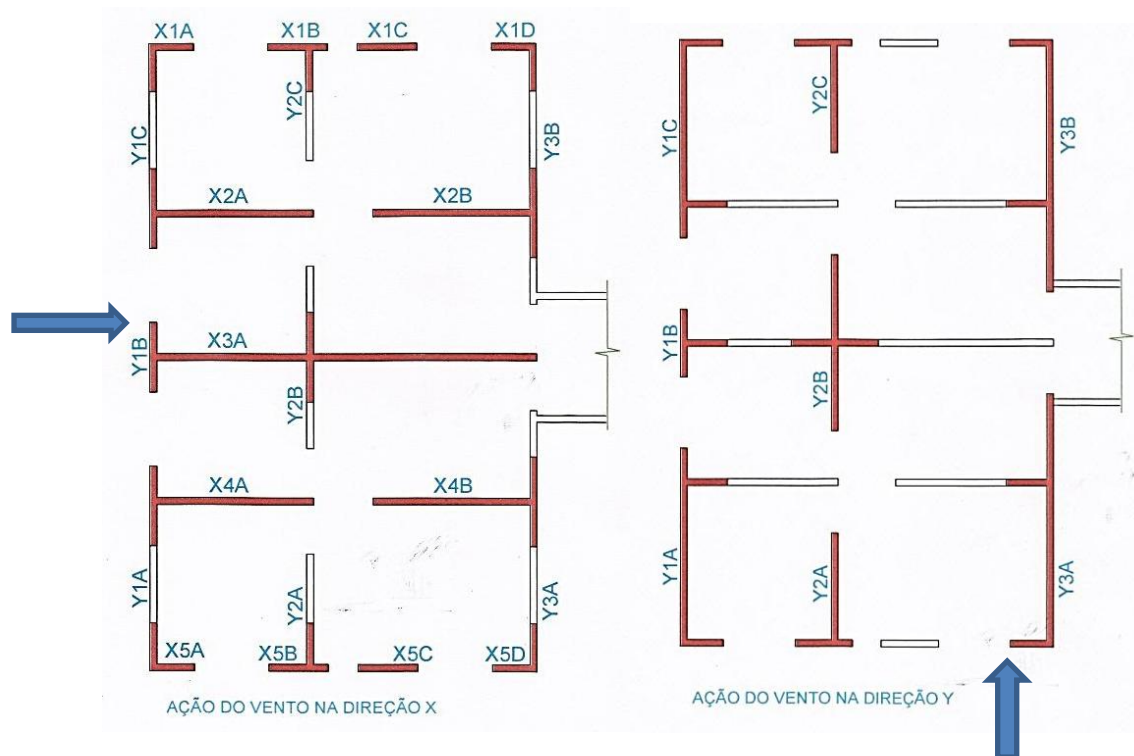 X1A X1B X1C X1D
Y1C Y2C Y3B
X2A X2B
Y1B X3A
Y2B
X4A X4B
Y1A Y2A Y3A
X5A X5B X5C X5D
AÇÃO DO VENTO NA DIREÇÃO X
Y1C Y2C Y3B
Y1B Y2B
Y1A Y2A Y3A
AÇÃO DO VENTO NA DIREÇÃO Y